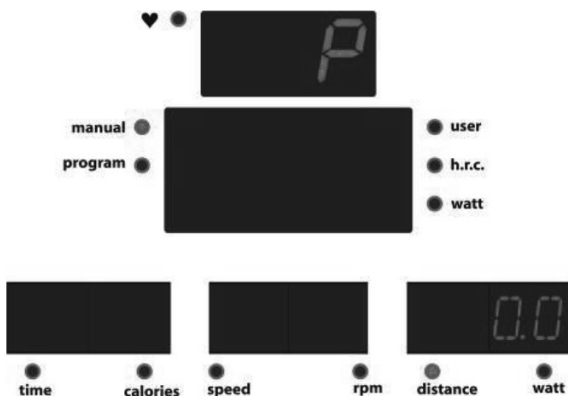 ♥
P
manual
user
program
h.r.c.
watt
0.0
time
calories
speed
rpm
distance
watt